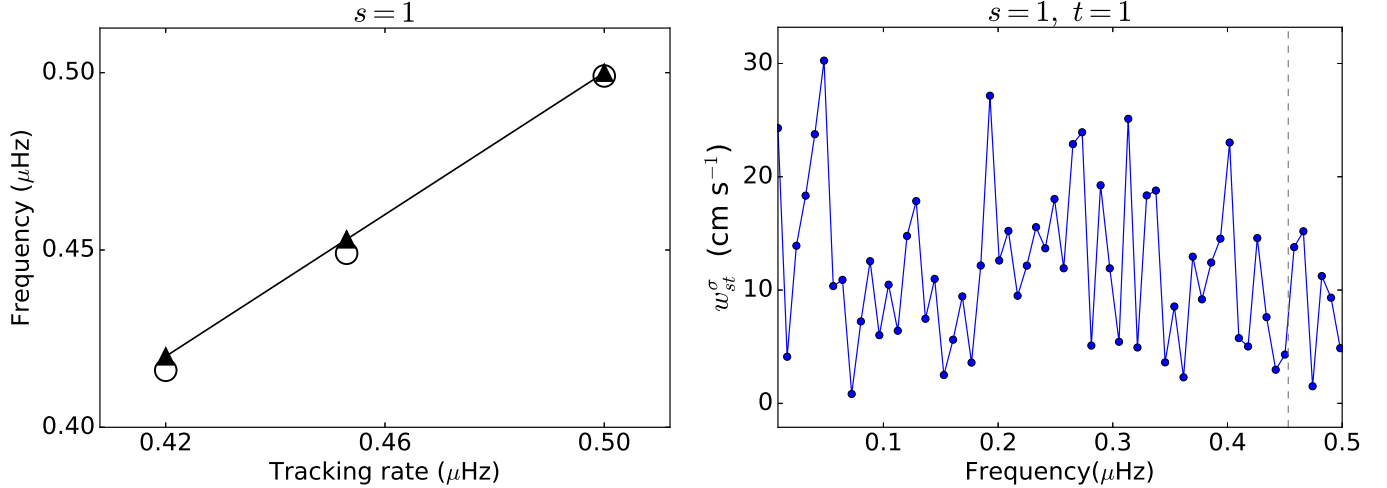 s = 1
0.50
0.45
0.40
Frequency (μHz)
0.42 0.46 0.50
Tracking rate (μHz)
s = 1, t = 1
30
20
10
0
w_{st}^{σ} (cm s⁻¹)
0.1 0.2 0.3 0.4 0.5
Frequency(μHz)